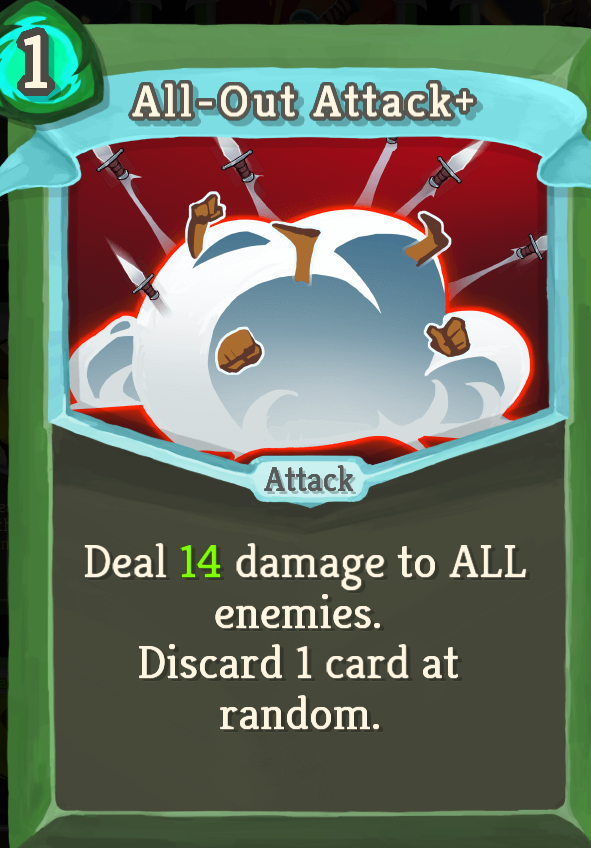 1
All-Out Attack+
Attack
Deal 14 damage to ALL
enemies.
Discard 1 card at
random.